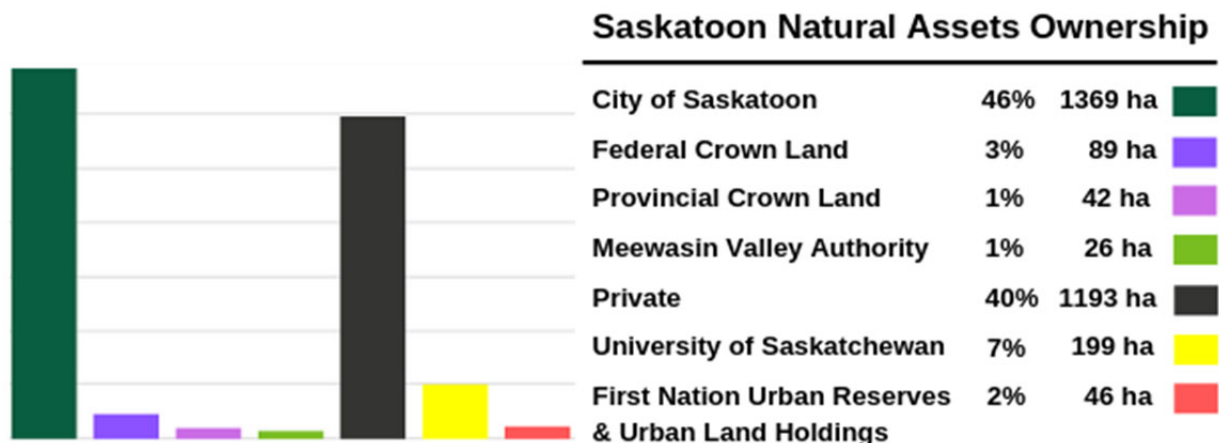 Saskatoon Natural Assets Ownership
City of Saskatoon 46% 1369 ha
Federal Crown Land 3% 89 ha
Provincial Crown Land 1% 42 ha
Meewasin Valley Authority 1% 26 ha
Private 40% 1193 ha
University of Saskatchewan 7% 199 ha
First Nation Urban Reserves 2% 46 ha
& Urban Land Holdings